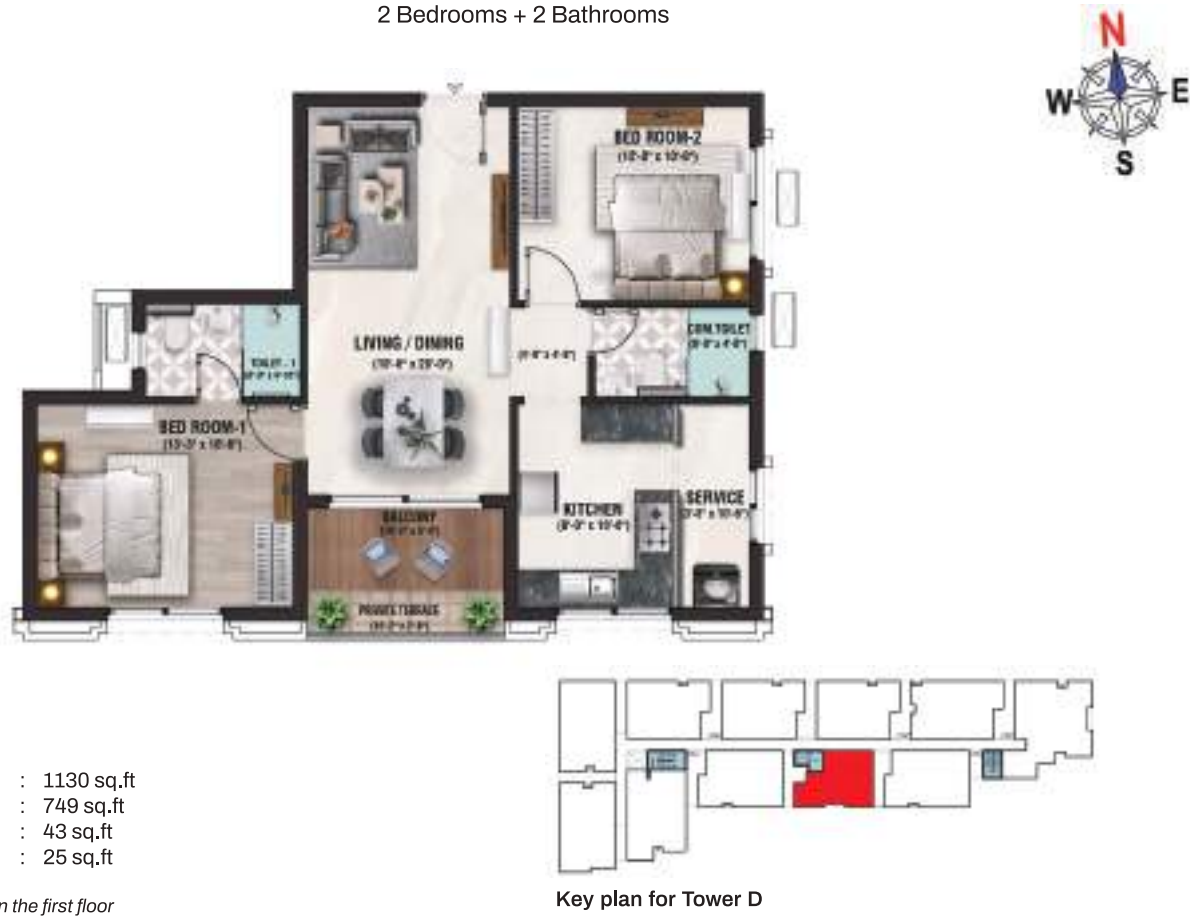 2 Bedrooms + 2 Bathrooms
N
W
E
S
BED ROOM-2
LIVING / DINING
COM.TOILET
TOILET - 1
BED ROOM-1
KITCHEN
SERVICE
BALCONY
PRIVATE TERRACE
: 1130 sq.ft
: 749 sq.ft
: 43 sq.ft
: 25 sq.ft
n the first floor
Key plan for Tower D